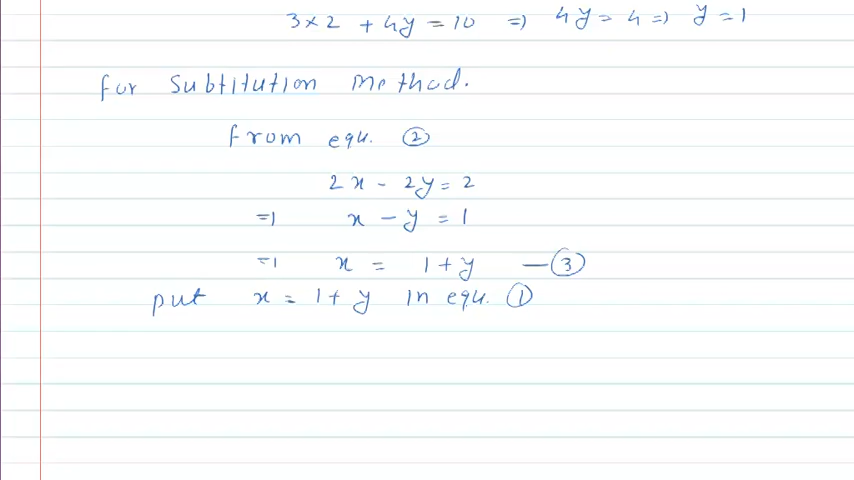 3 × 2 + 4y = 10 => 4y = 4 => y = 1
for subtitution method.
from equ. ②
2x - 2y = 2
=> x - y = 1
=> x = 1 + y — ③
put x = 1 + y in equ. ①